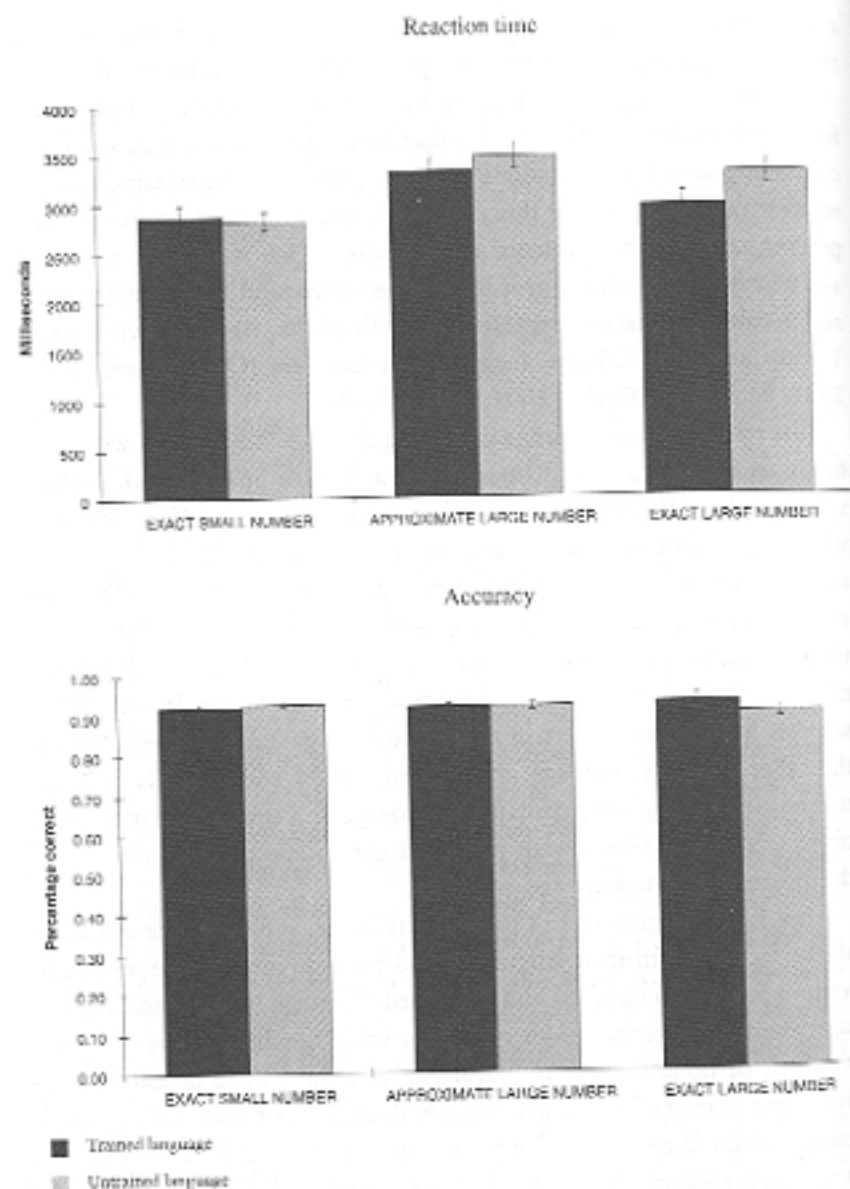 Reaction time
4000
3500
3000
2500
2000
1500
1000
500
0
Milliseconds
EXACT SMALL NUMBER
APPROXIMATE LARGE NUMBER
EXACT LARGE NUMBER
Accuracy
1.00
0.90
0.80
0.70
0.60
0.50
0.40
0.30
0.20
0.10
0.00
Percentage correct
EXACT SMALL NUMBER
APPROXIMATE LARGE NUMBER
EXACT LARGE NUMBER
Trained language
Untrained language